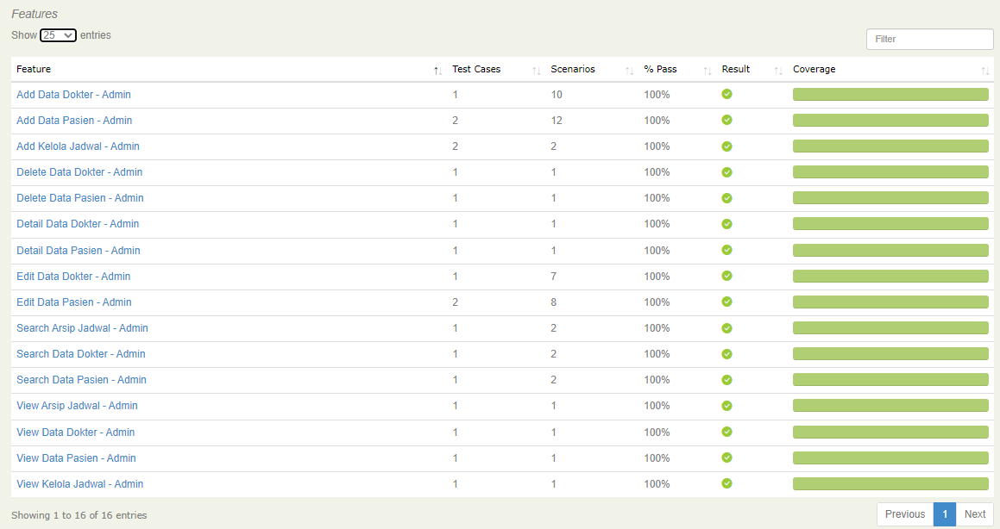 Features
Show 25 entries
Filter
Feature Test Cases Scenarios % Pass Result Coverage
Add Data Dokter - Admin 1 10 100%
Add Data Pasien - Admin 2 12 100%
Add Kelola Jadwal - Admin 2 2 100%
Delete Data Dokter - Admin 1 1 100%
Delete Data Pasien - Admin 1 1 100%
Detail Data Dokter - Admin 1 1 100%
Detail Data Pasien - Admin 1 1 100%
Edit Data Dokter - Admin 1 7 100%
Edit Data Pasien - Admin 2 8 100%
Search Arsip Jadwal - Admin 1 2 100%
Search Data Dokter - Admin 1 2 100%
Search Data Pasien - Admin 1 2 100%
View Arsip Jadwal - Admin 1 1 100%
View Data Dokter - Admin 1 1 100%
View Data Pasien - Admin 1 1 100%
View Kelola Jadwal - Admin 1 1 100%
Showing 1 to 16 of 16 entries
Previous 1 Next